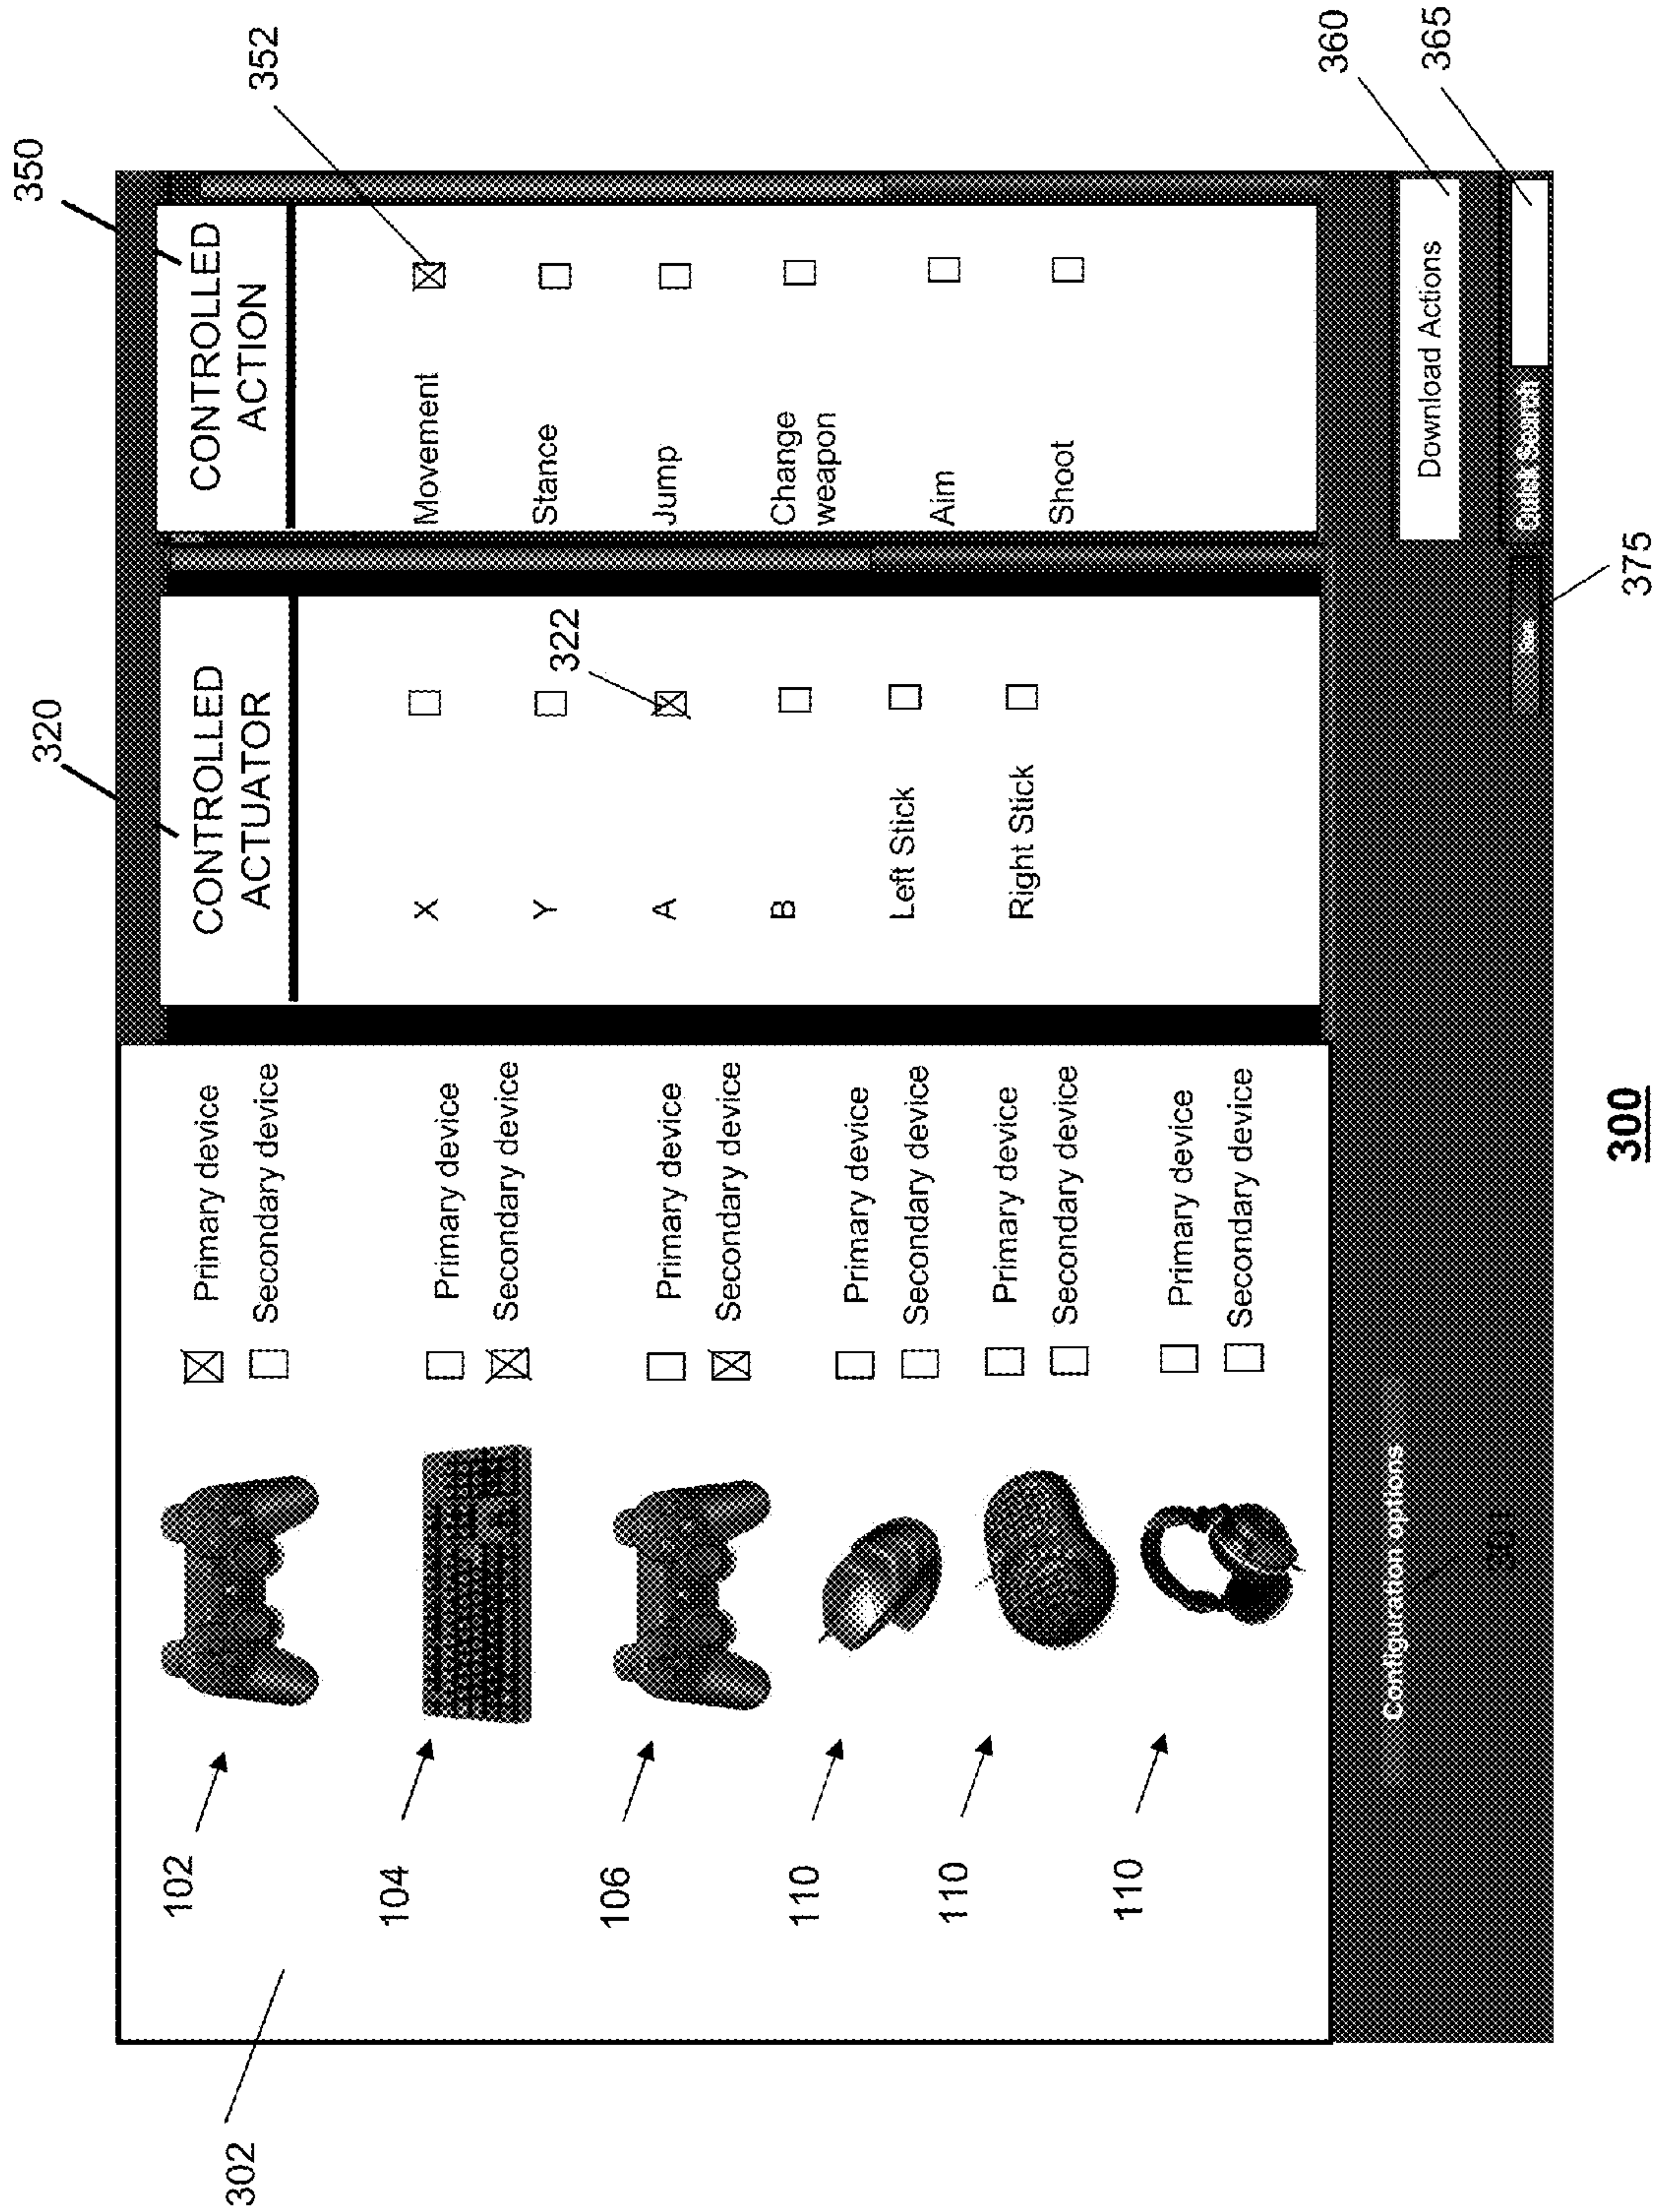 350
352
320
CONTROLLED
ACTION
Movement
Stance
Jump
Change
weapon
Aim
Shoot
CONTROLLED
ACTUATOR
X
Y
322
A
B
Left Stick
Right Stick
102
Primary device
Secondary device
104
Primary device
Secondary device
106
Primary device
Secondary device
110
Primary device
Secondary device
110
Primary device
Secondary device
110
Primary device
Secondary device
302
Configuration options
Download Actions
360
Quick Search
365
375
300